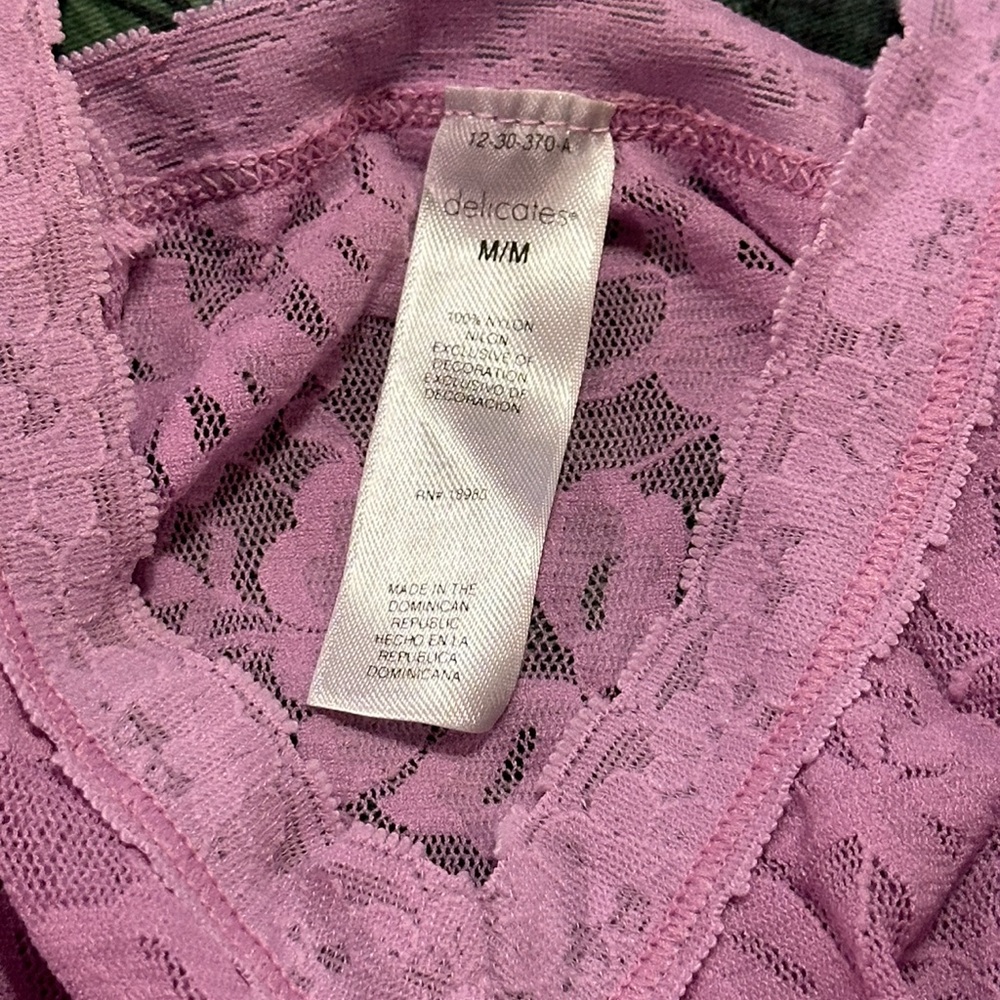 12-30-370-A
delicates®
M/M
100% NYLON
NILON
EXCLUSIVE OF
DECORATION
EXCLUSIVO DE
DECORACION
RN# 18985
MADE IN THE
DOMINICAN
REPUBLIC
HECHO EN LA
REPUBLICA
DOMINICANA